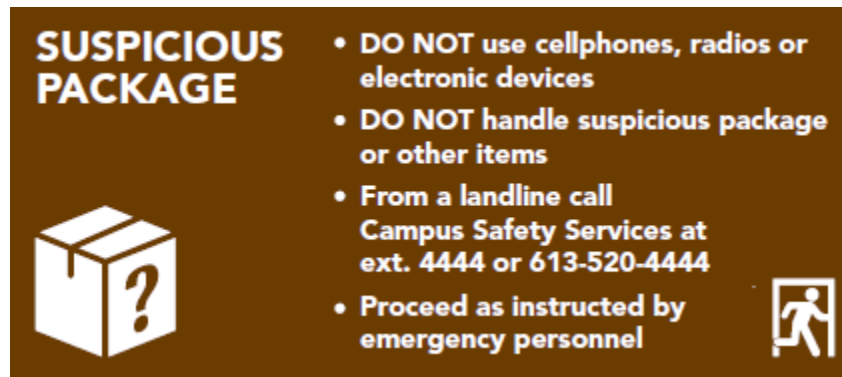 SUSPICIOUS
PACKAGE
• DO NOT use cellphones, radios or
electronic devices
• DO NOT handle suspicious package
or other items
• From a landline call
Campus Safety Services at
ext. 4444 or 613-520-4444
• Proceed as instructed by
emergency personnel
?